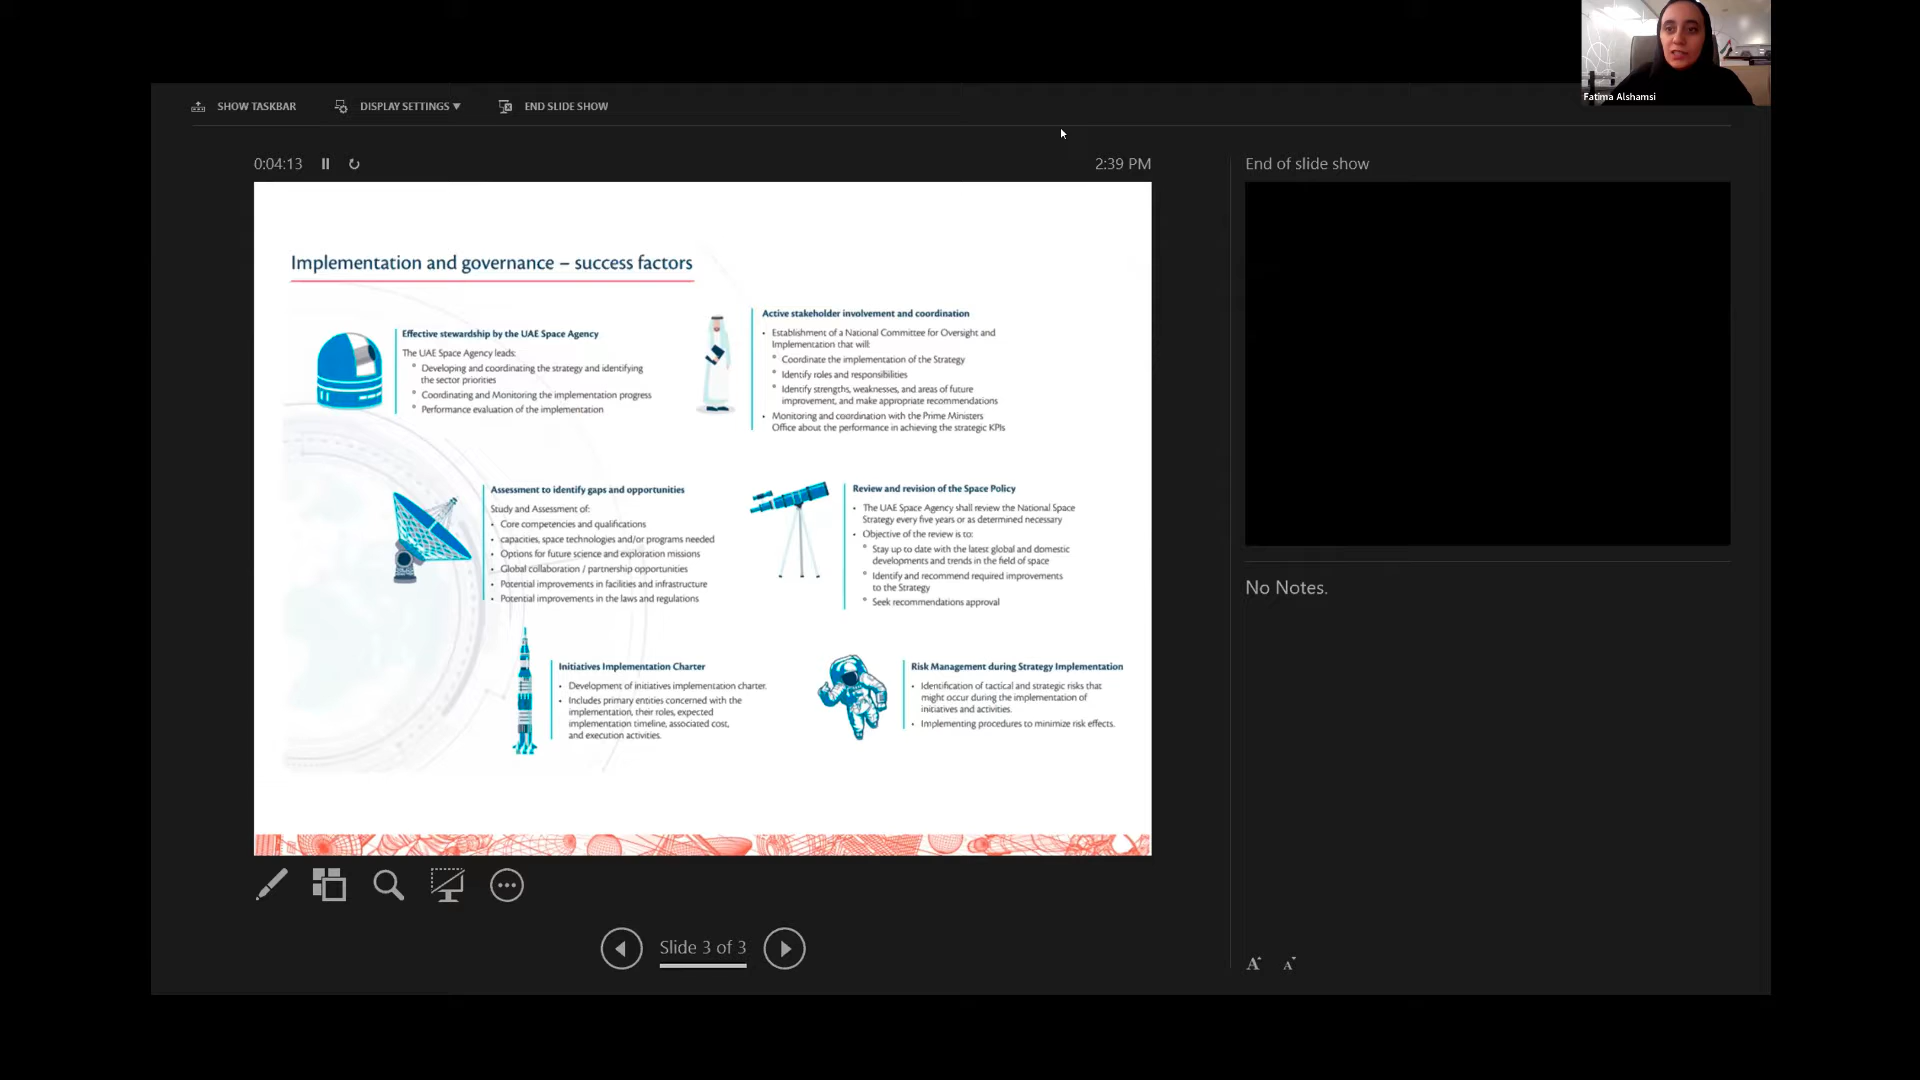 Fatima Alshamsi
SHOW TASKBAR
DISPLAY SETTINGS ▼
END SLIDE SHOW
0:04:13
2:39 PM
End of slide show
Implementation and governance – success factors
Effective stewardship by the UAE Space Agency
The UAE Space Agency leads:
° Developing and coordinating the strategy and identifying
the sector priorities
° Coordinating and Monitoring the implementation progress
° Performance evaluation of the implementation
Active stakeholder involvement and coordination
• Establishment of a National Committee for Oversight and
Implementation that will:
° Coordinate the implementation of the Strategy
° Identify roles and responsibilities
° Identify strengths, weaknesses, and areas of future
improvement, and make appropriate recommendations
• Monitoring and coordination with the Prime Ministers
Office about the performance in achieving the strategic KPIs
Assessment to identify gaps and opportunities
Study and Assessment of:
• Core competencies and qualifications
• capacities, space technologies and/or programs needed
• Options for future science and exploration missions
• Global collaboration / partnership opportunities
• Potential improvements in facilities and infrastructure
• Potential improvements in the laws and regulations
Review and revision of the Space Policy
• The UAE Space Agency shall review the National Space
Strategy every five years or as determined necessary
• Objective of the review is to:
° Stay up to date with the latest global and domestic
developments and trends in the field of space
° Identify and recommend required improvements
to the Strategy
° Seek recommendations approval
Initiatives Implementation Charter
• Development of initiatives implementation charter.
• Includes primary entities concerned with the
implementation, their roles, expected
implementation timeline, associated cost,
and execution activities.
Risk Management during Strategy Implementation
• Identification of tactical and strategic risks that
might occur during the implementation of
initiatives and activities.
• Implementing procedures to minimize risk effects.
No Notes.
Slide 3 of 3
A A